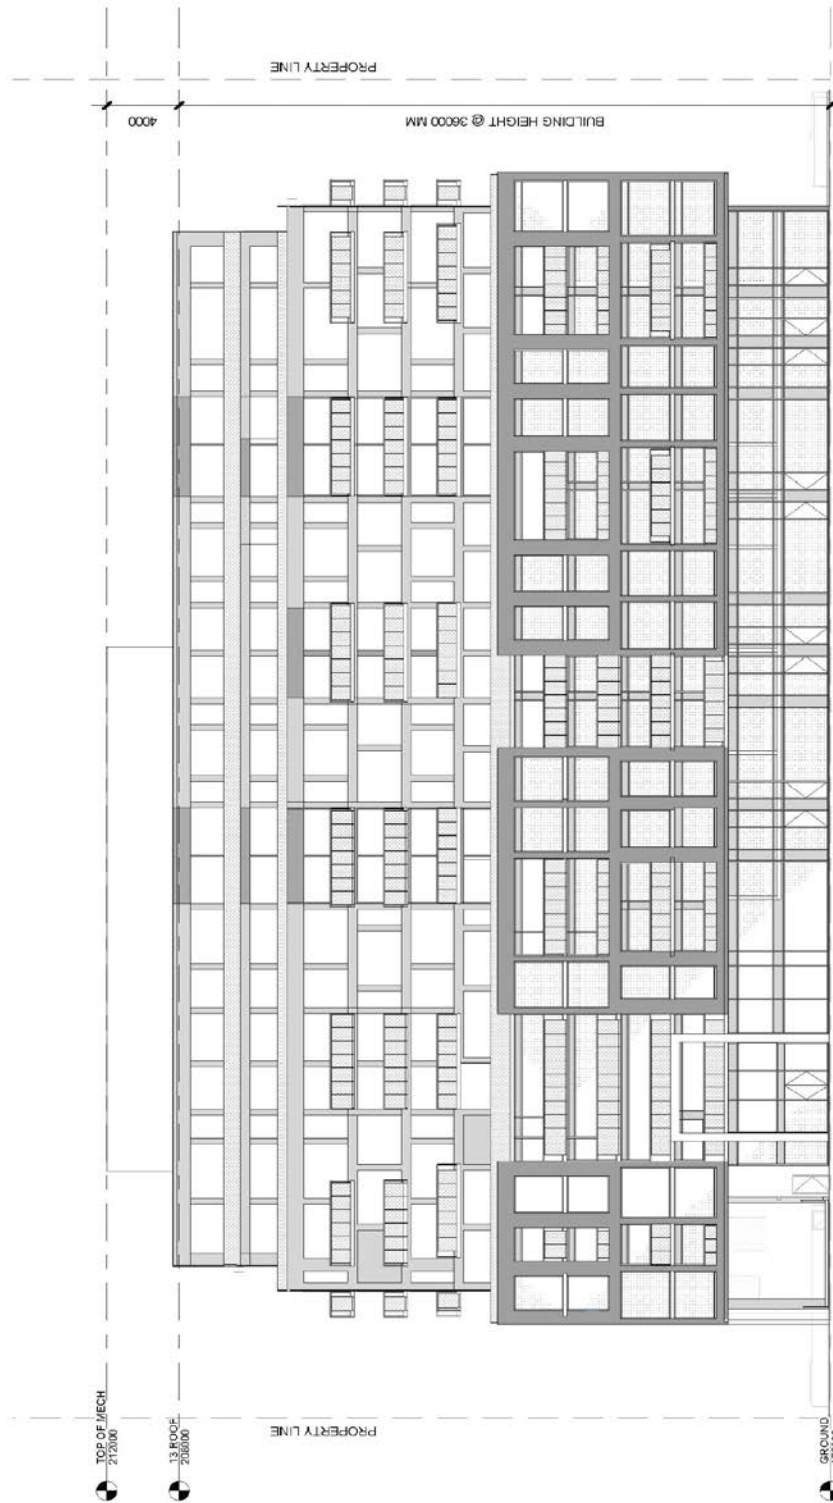 PROPERTY LINE
4000
BUILDING HEIGHT @ 36000 MM
PROPERTY LINE
TOP OF MECH
212000
13 ROOF
208000
GROUND